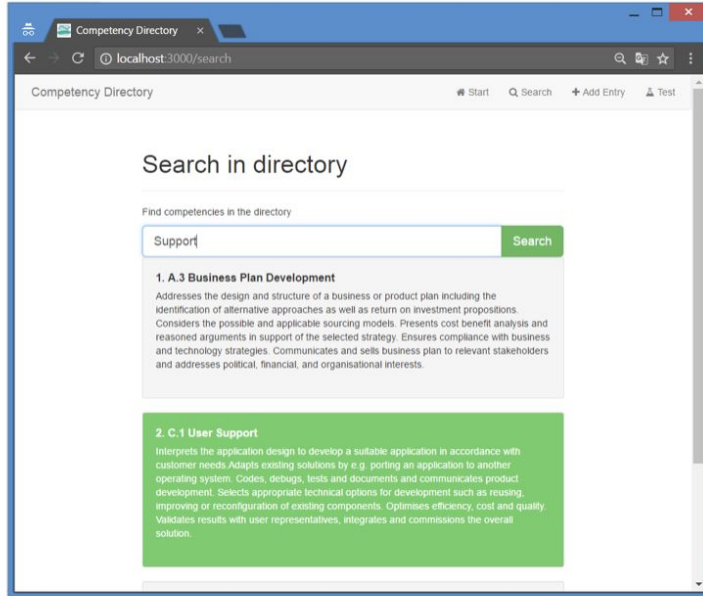 Competency Directory
localhost:3000/search
Competency Directory
Start
Search
Add Entry
Test
Search in directory
Find competencies in the directory
Support
Search
1. A.3 Business Plan Development
Addresses the design and structure of a business or product plan including the
identification of alternative approaches as well as return on investment propositions.
Considers the possible and applicable sourcing models. Presents cost benefit analysis and
reasoned arguments in support of the selected strategy. Ensures compliance with business
and technology strategies. Communicates and sells business plan to relevant stakeholders
and addresses political, financial, and organisational interests.
2. C.1 User Support
Interprets the application design to develop a suitable application in accordance with
customer needs.Adapts existing solutions by e.g. porting an application to another
operating system. Codes, debugs, tests and documents and communicates product
development. Selects appropriate technical options for development such as reusing,
improving or reconfiguration of existing components. Optimises efficiency, cost and quality.
Validates results with user representatives, integrates and commissions the overall
solution.